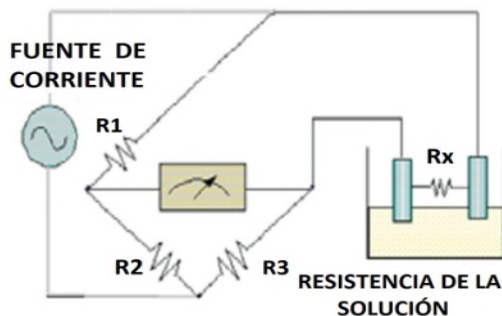 FUENTE DE
CORRIENTE
R1
Rx
R2
R3
RESISTENCIA DE LA
SOLUCIÓN